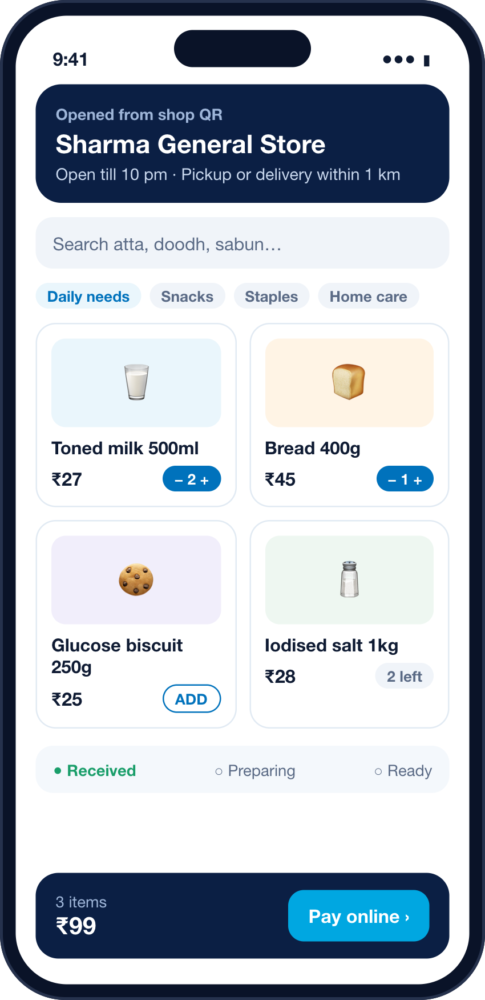 9:41
Opened from shop QR
Sharma General Store
Open till 10 pm · Pickup or delivery within 1 km
Search atta, doodh, sabun…
Daily needs Snacks Staples Home care
Toned milk 500ml
₹27 – 2 +
Bread 400g
₹45 – 1 +
Glucose biscuit
250g
₹25 ADD
Iodised salt 1kg
₹28 2 left
● Received ○ Preparing ○ Ready
3 items
₹99
Pay online ›